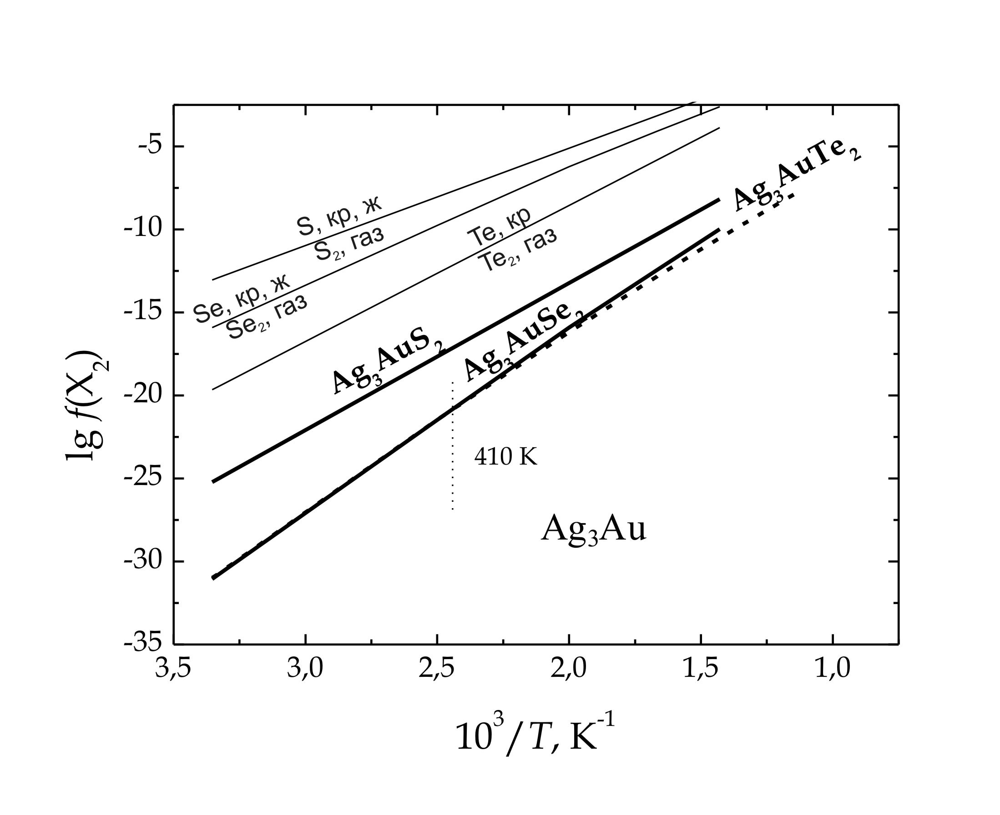 -5
-10
-15
-20
-25
-30
-35
lg f(X2)
S, кр, ж
S2, газ
Se, кр, ж
Se2, газ
Te, кр
Te2, газ
Ag3AuTe2
Ag3AuSe2
Ag3AuS2
410 K
Ag3Au
3,5 3,0 2,5 2,0 1,5 1,0
10^3/T, K^-1